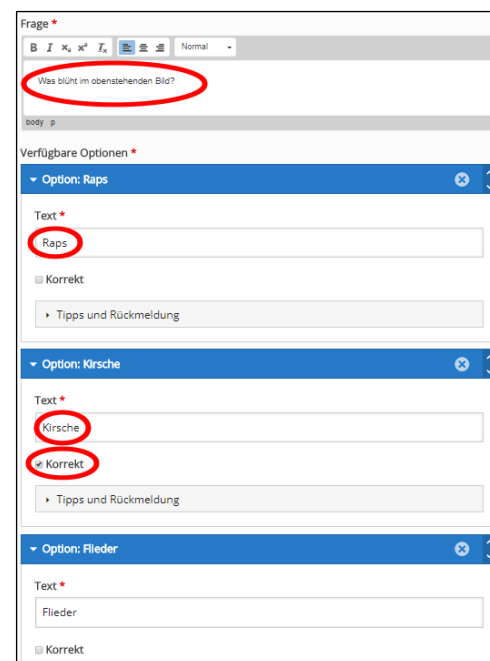 Frage *
B I x₂ x² Tx Normal
Was blüht im obenstehenden Bild?
body p
Verfügbare Optionen *
Option: Raps
Text *
Raps
Korrekt
Tipps und Rückmeldung
Option: Kirsche
Text *
Kirsche
Korrekt
Tipps und Rückmeldung
Option: Flieder
Text *
Flieder
Korrekt